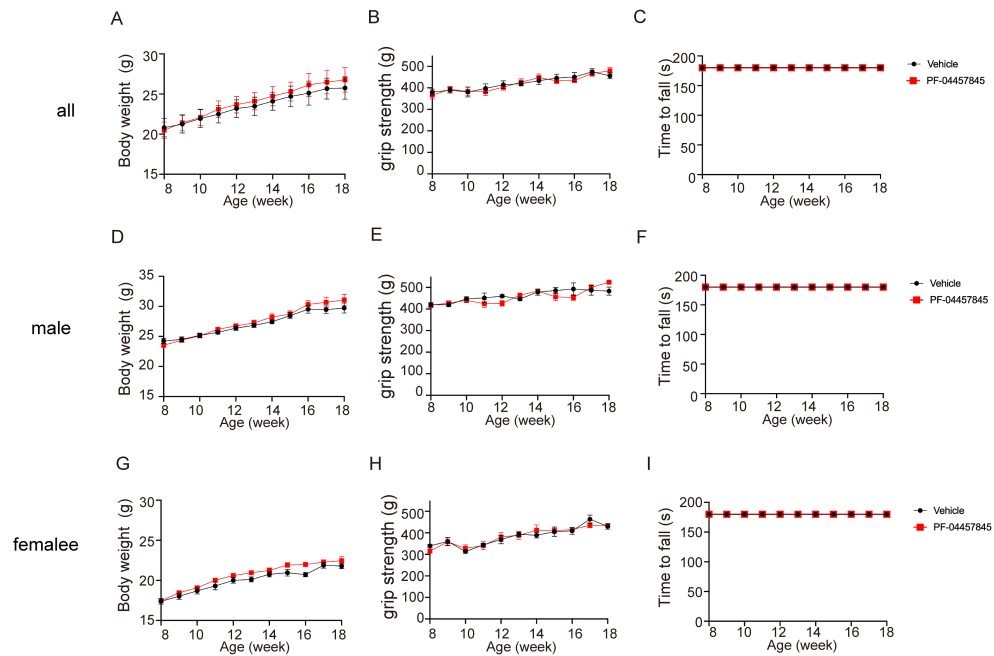 A
B
C
all
Body weight (g)
30
25
20
15
8 10 12 14 16 18
Age (week)
grip strength (g)
500
400
300
200
100
0
8 10 12 14 16 18
Age (week)
Time to fall (s)
200
150
100
50
0
8 10 12 14 16 18
Age (week)
Vehicle
PF-04457845
D
E
F
male
Body weight (g)
35
30
25
20
15
8 10 12 14 16 18
Age (week)
grip strength (g)
500
400
300
200
100
0
8 10 12 14 16 18
Age (week)
Time to fall (s)
200
150
100
50
0
8 10 12 14 16 18
Age (week)
Vehicle
PF-04457845
G
H
I
femalee
Body weight (g)
30
25
20
15
8 10 12 14 16 18
Age (week)
grip strength (g)
400
300
200
100
0
8 10 12 14 16 18
Age (week)
Time to fall (s)
200
150
100
50
0
8 10 12 14 16 18
Age (week)
Vehicle
PF-04457845